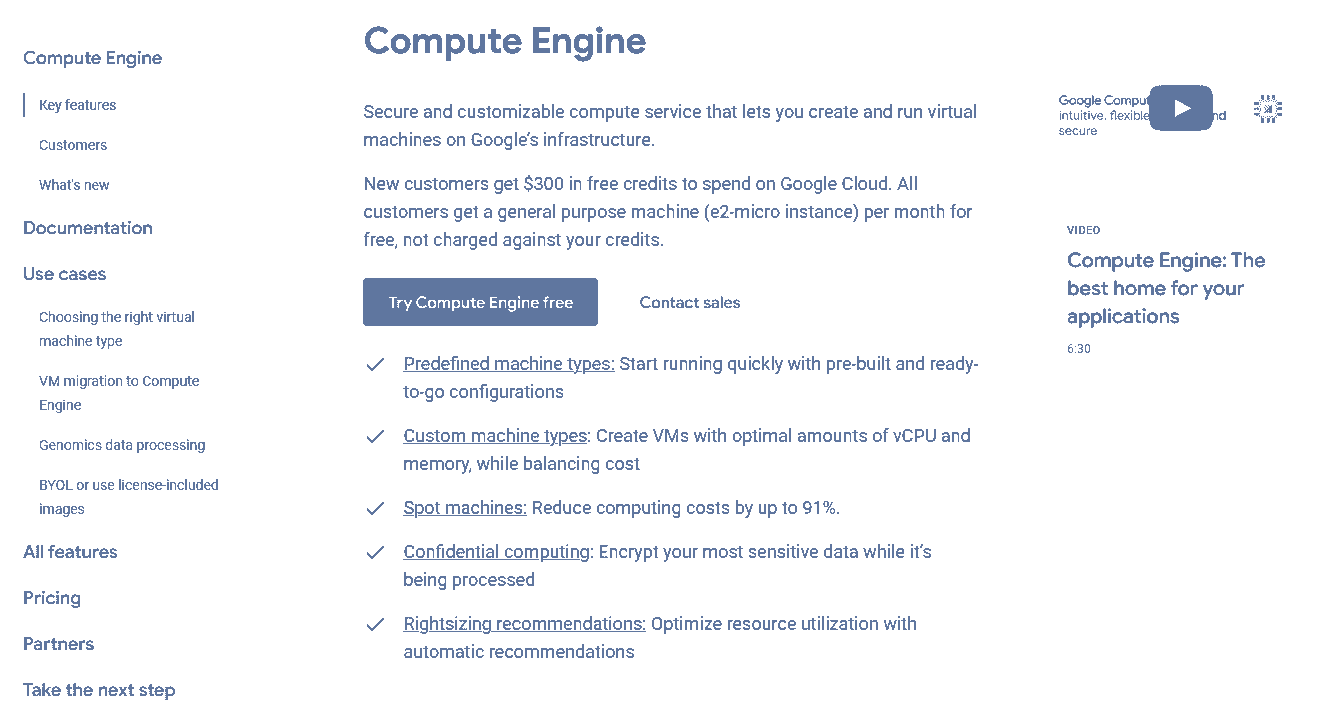 Compute Engine
Key features
Customers
What's new
Documentation
Use cases
Choosing the right virtual
machine type
VM migration to Compute
Engine
Genomics data processing
BYOL or use license-included
images
All features
Pricing
Partners
Take the next step
Compute Engine
Secure and customizable compute service that lets you create and run virtual
machines on Google's infrastructure.
New customers get $300 in free credits to spend on Google Cloud. All
customers get a general purpose machine (e2-micro instance) per month for
free, not charged against your credits.
Try Compute Engine free
Contact sales
Predefined machine types: Start running quickly with pre-built and ready-
to-go configurations
Custom machine types: Create VMs with optimal amounts of vCPU and
memory, while balancing cost
Spot machines: Reduce computing costs by up to 91%.
Confidential computing: Encrypt your most sensitive data while it's
being processed
Rightsizing recommendations: Optimize resource utilization with
automatic recommendations
Google
intuitive, flexible
secure
VIDEO
Compute Engine: The
best home for your
applications
6:30